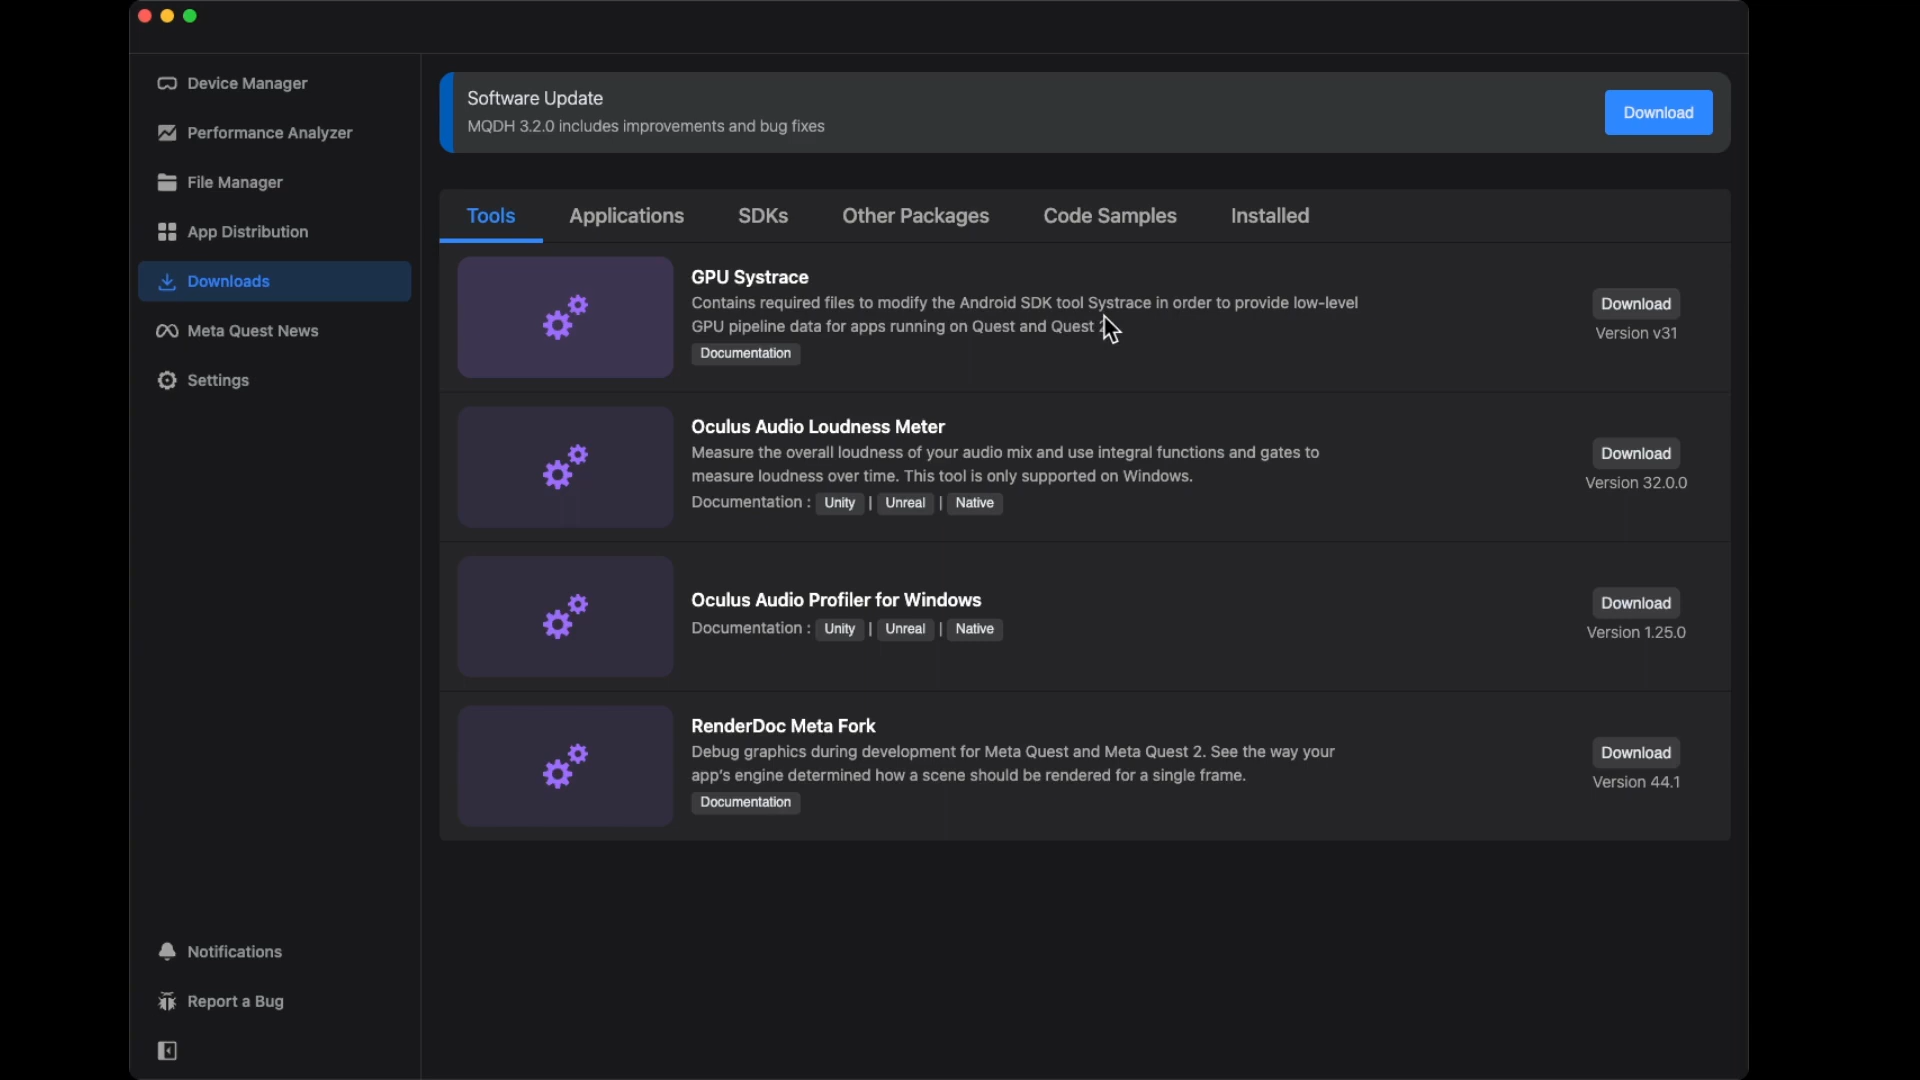 Device Manager
Performance Analyzer
File Manager
App Distribution
Downloads
Meta Quest News
Settings
Notifications
Report a Bug
Software Update
MQDH 3.2.0 includes improvements and bug fixes
Download
Tools Applications SDKs Other Packages Code Samples Installed
GPU Systrace
Contains required files to modify the Android SDK tool Systrace in order to provide low-level
GPU pipeline data for apps running on Quest and Quest
Documentation
Download
Version v31
Oculus Audio Loudness Meter
Measure the overall loudness of your audio mix and use integral functions and gates to
measure loudness over time. This tool is only supported on Windows.
Documentation : Unity | Unreal | Native
Download
Version 32.0.0
Oculus Audio Profiler for Windows
Documentation : Unity | Unreal | Native
Download
Version 1.25.0
RenderDoc Meta Fork
Debug graphics during development for Meta Quest and Meta Quest 2. See the way your
app's engine determined how a scene should be rendered for a single frame.
Documentation
Download
Version 44.1